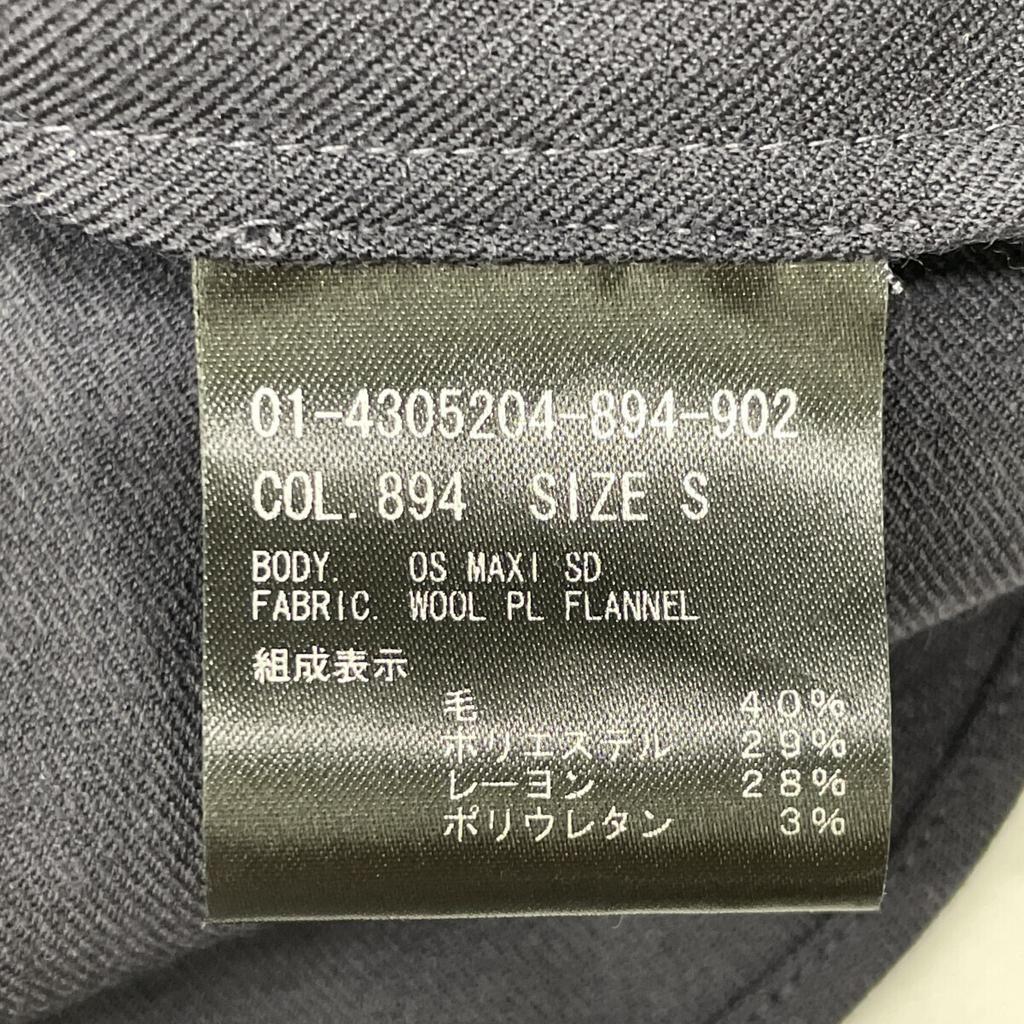 01-4305204-894-902
COL. 894 SIZE S
BODY. OS MAXI SD
FABRIC. WOOL PL FLANNEL
組成表示
毛 40%
ポリエステル 29%
レーヨン 28%
ポリウレタン 3%